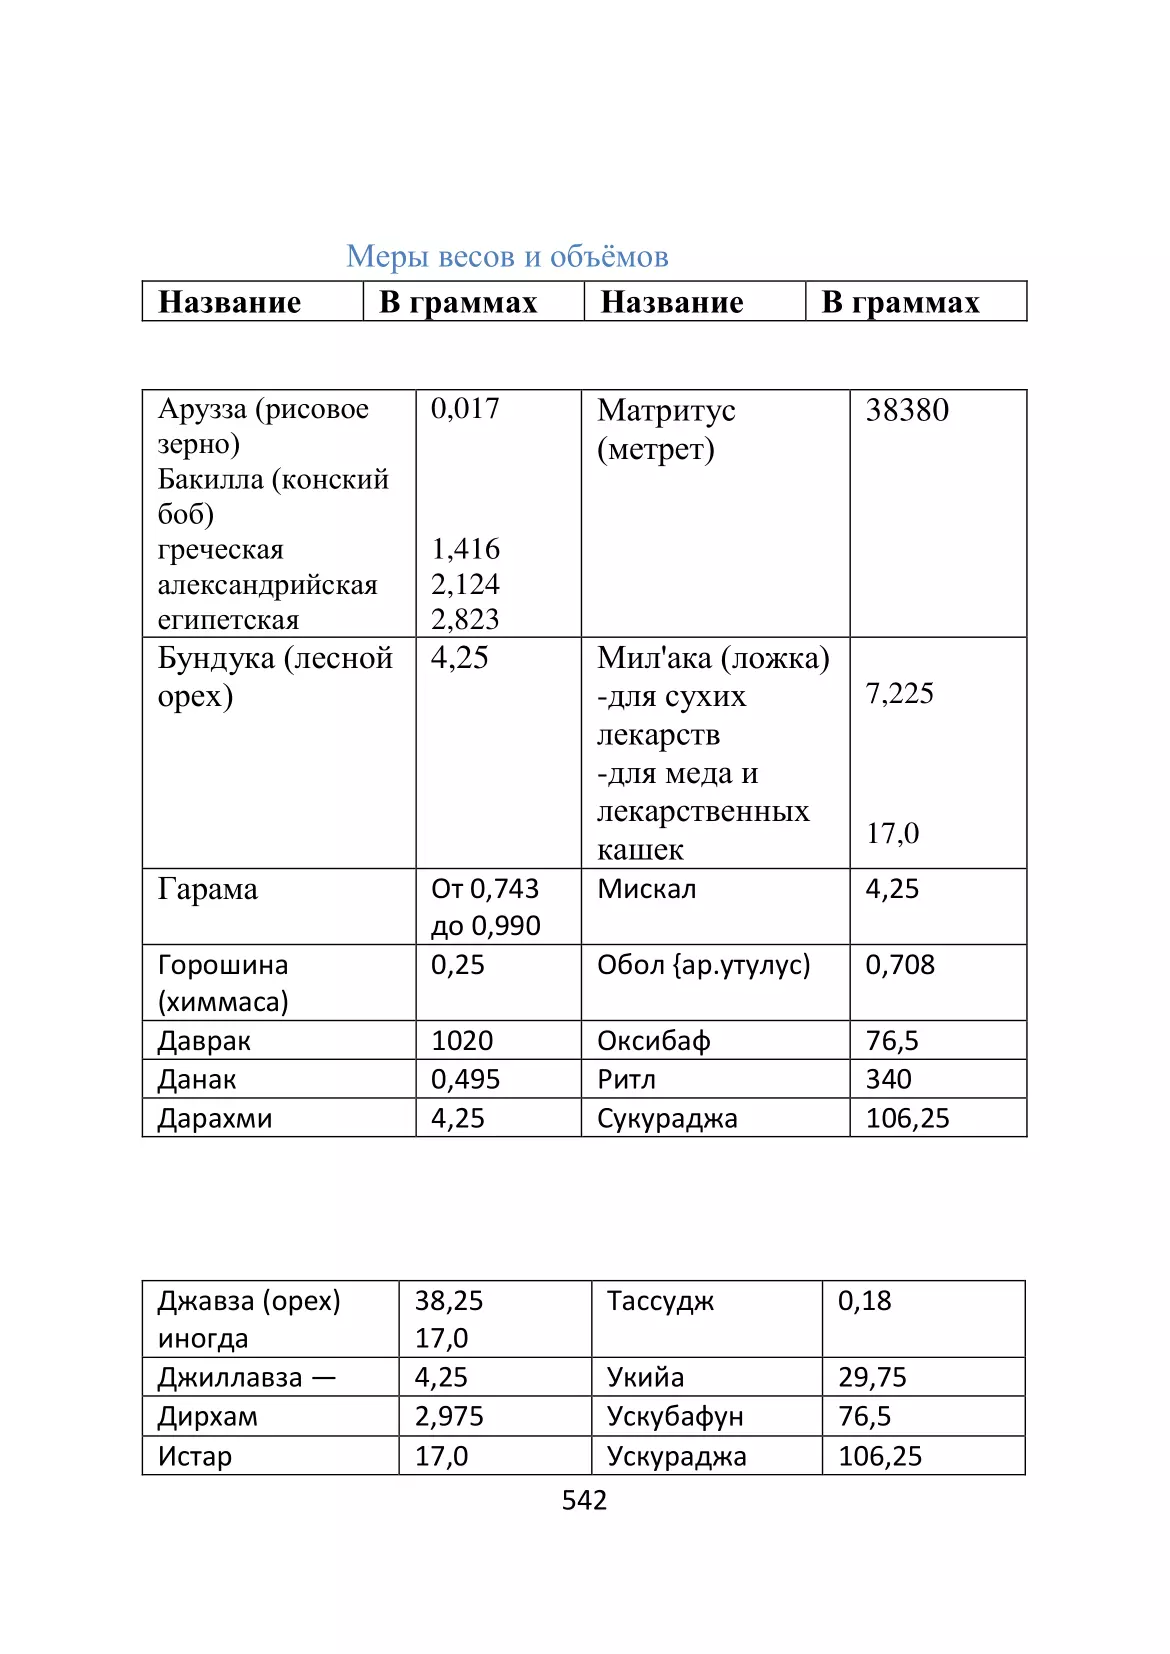 Меры весов и объёмов
Название В граммах Название В граммах
Арузза (рисовое 0,017 Матритус 38380
зерно) (метрет)
Бакилла (конский
боб)
греческая 1,416
александрийская 2,124
египетская 2,823
Бундука (лесной 4,25 Мил'ака (ложка)
орех) -для сухих 7,225
лекарств
-для меда и
лекарственных 17,0
кашек
Гарама От 0,743 Мискал 4,25
до 0,990
Горошина 0,25 Обол {ар.утулус) 0,708
(химмаса)
Даврак 1020 Оксибаф 76,5
Данак 0,495 Ритл 340
Дарахми 4,25 Сукураджа 106,25
Джавза (орех) 38,25 Тассудж 0,18
иногда 17,0
Джиллавза — 4,25 Укийа 29,75
Дирхам 2,975 Ускубафун 76,5
Истар 17,0 Ускураджа 106,25
542